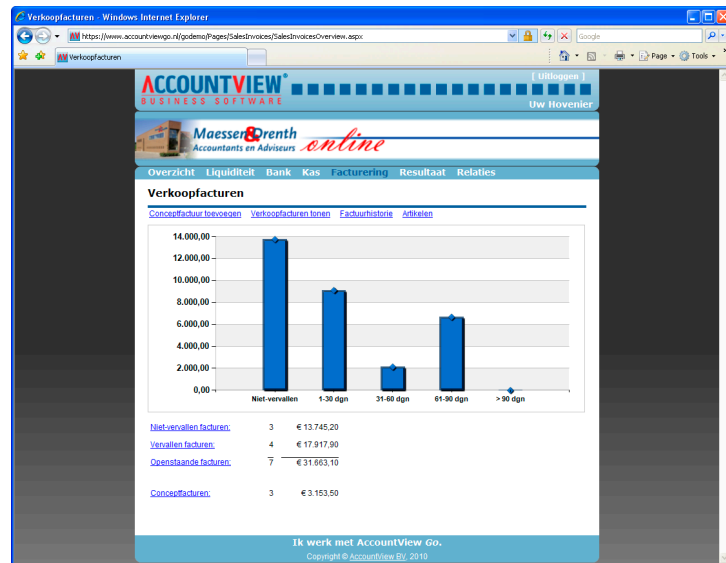 Verkoopfacturen - Windows Internet Explorer
https://www.accountviewgo.nl/godemo/Pages/SalesInvoices/SalesInvoicesOverview.aspx
Google
Verkoopfacturen
Page
Tools
ACCOUNTVIEW®
BUSINESS SOFTWARE
[ Uitloggen ]
Uw Hovenier
Maessen & Drenth
Accountants en Adviseurs
online
Overzicht Liquiditeit Bank Kas Facturering Resultaat Relaties
Verkoopfacturen
Conceptfactuur toevoegen Verkoopfacturen tonen Factuurhistorie Artikelen
14.000,00
12.000,00
10.000,00
8.000,00
6.000,00
4.000,00
2.000,00
0,00
Niet-vervallen 1-30 dgn 31-60 dgn 61-90 dgn > 90 dgn
Niet-vervallen facturen: 3 € 13.745,20
Vervallen facturen: 4 € 17.917,90
Openstaande facturen: 7 € 31.663,10
Conceptfacturen: 3 € 3.153,50
Ik werk met AccountView Go.
Copyright © AccountView BV, 2010